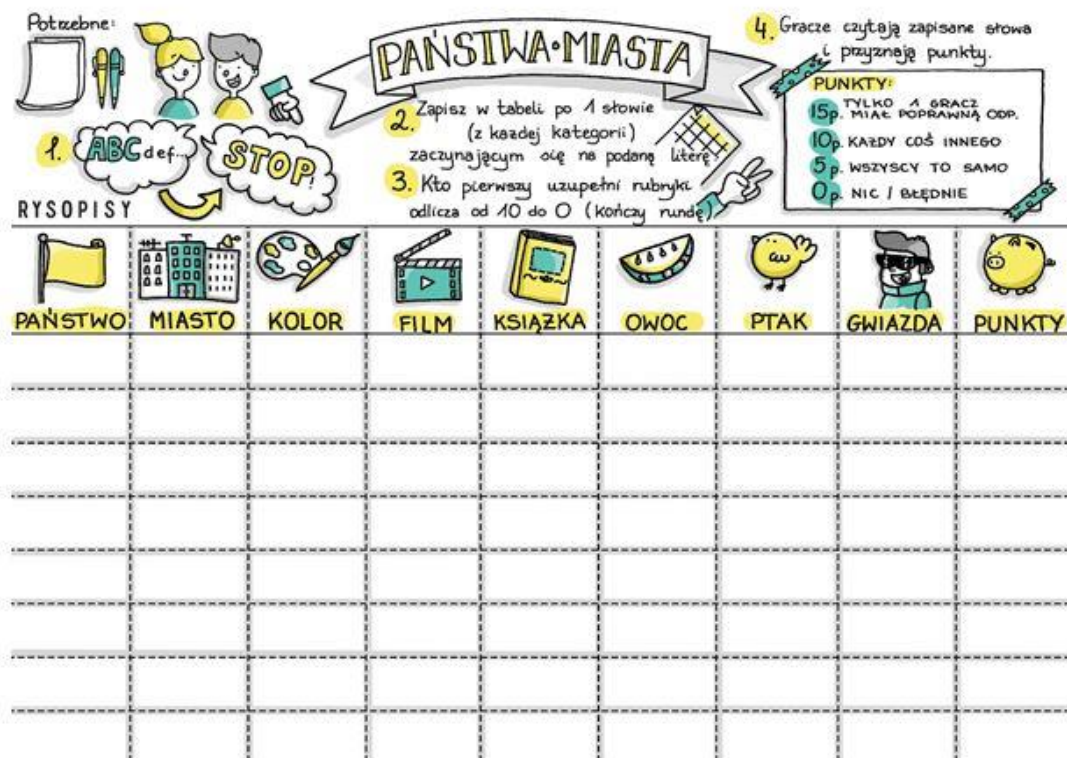 Potrzebne:
1. ABC def...
STOP!
RYSOPISY
PAŃSTWA•MIASTA
2. Zapisz w tabeli po 1 słowie
(z każdej kategorii)
zaczynającym się na podaną literę
3. Kto pierwszy uzupełni rubryki
odlicza od 10 do 0 (kończy rundę)
4. Gracze czytają zapisane słowa
i przyznają punkty.
PUNKTY:
15p. TYLKO 1 GRACZ
MIAŁ POPRAWNĄ ODP.
10p. KAŻDY COŚ INNEGO
5p. WSZYSCY TO SAMO
0p. NIC / BŁĘDNIE
PAŃSTWO MIASTO KOLOR FILM KSIĄŻKA OWOC PTAK GWIAZDA PUNKTY